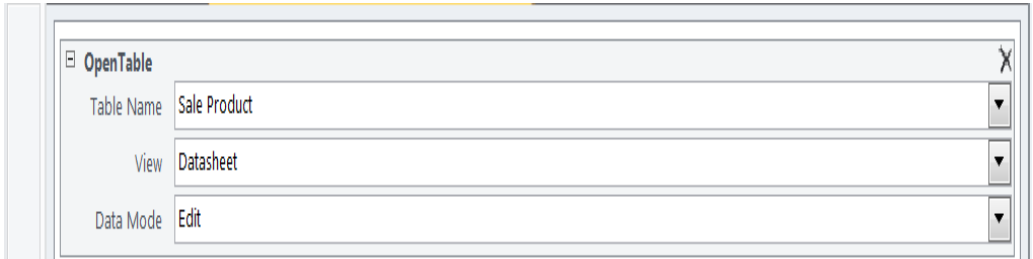 OpenTable
Table Name Sale Product
View Datasheet
Data Mode Edit